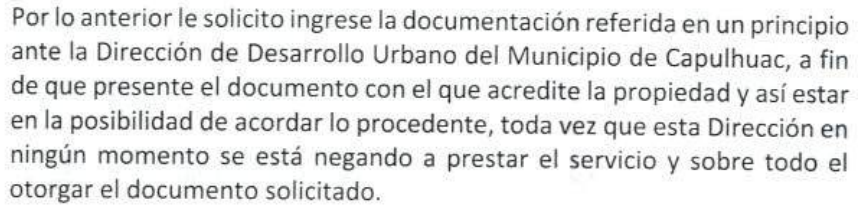 Por lo anterior le solicito ingrese la documentación referida en un principio
ante la Dirección de Desarrollo Urbano del Municipio de Capulhuac, a fin
de que presente el documento con el que acredite la propiedad y así estar
en la posibilidad de acordar lo procedente, toda vez que esta Dirección en
ningún momento se está negando a prestar el servicio y sobre todo el
otorgar el documento solicitado.